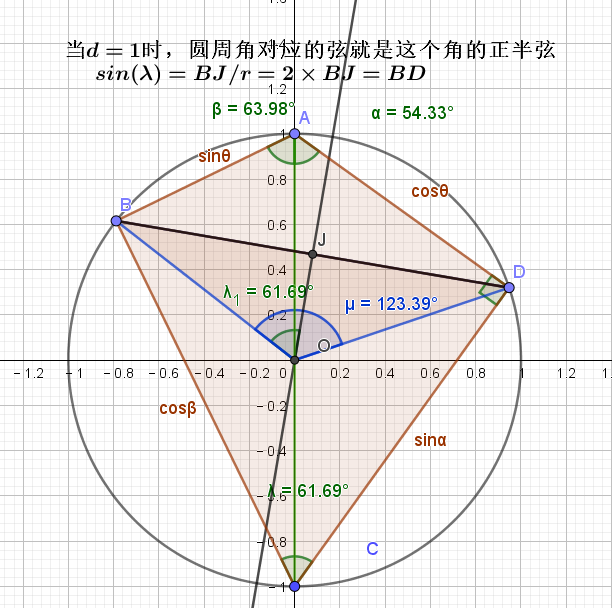 当d = 1时，圆周角对应的弦就是这个角的正半弦
sin(λ) = BJ/r = 2 × BJ = BD
1.2
β = 63.98°
A
α = 54.33°
1
sinθ
0.8
cosθ
B
0.6
J
0.4
D
λ₁ = 61.69°
μ = 123.39°
0.2
O
-1.2 -1 -0.8 -0.6 -0.4 -0.2 0 0.2 0.4 0.6 0.8 1 1.2
-0.2
cosβ
sinα
-0.4
λ = 61.69°
-0.6
-0.8
C
-1